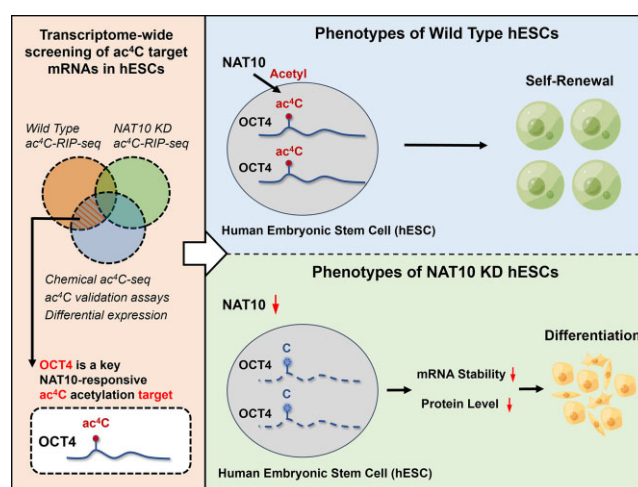 Transcriptome-wide
screening of ac⁴C target
mRNAs in hESCs
Wild Type
ac⁴C-RIP-seq
NAT10 KD
ac⁴C-RIP-seq
Chemical ac⁴C-seq
ac⁴C validation assays
Differential expression
OCT4 is a key
NAT10-responsive
ac⁴C acetylation target
ac⁴C
OCT4
Phenotypes of Wild Type hESCs
NAT10
Acetyl
ac⁴C
OCT4
ac⁴C
OCT4
Human Embryonic Stem Cell (hESC)
Self-Renewal
Phenotypes of NAT10 KD hESCs
NAT10
C
OCT4
C
OCT4
Human Embryonic Stem Cell (hESC)
mRNA Stability
Protein Level
Differentiation